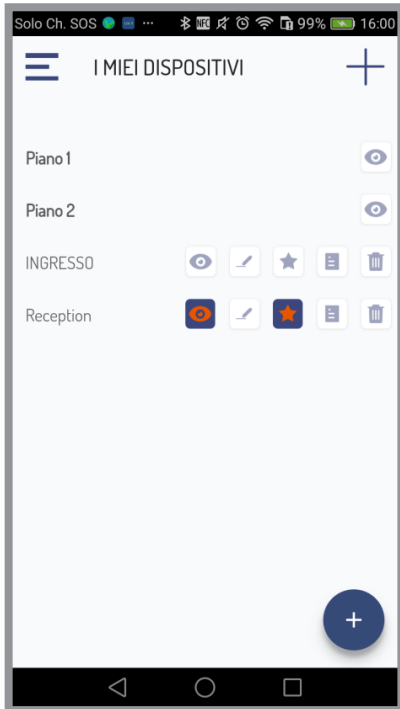 Solo Ch. SOS ... 99% 16:00
I MIEI DISPOSITIVI
Piano 1
Piano 2
INGRESSO
Reception